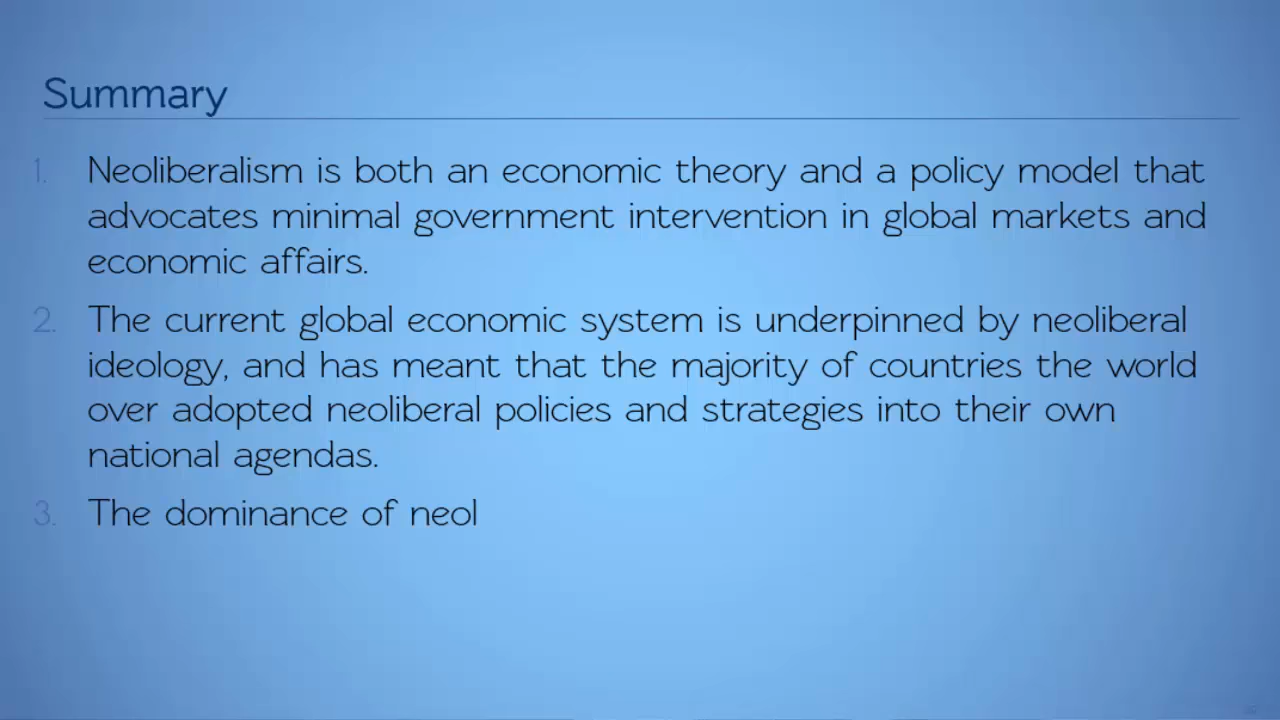 Summary
1. Neoliberalism is both an economic theory and a policy model that
advocates minimal government intervention in global markets and
economic affairs.
2. The current global economic system is underpinned by neoliberal
ideology, and has meant that the majority of countries the world
over adopted neoliberal policies and strategies into their own
national agendas.
3. The dominance of neol